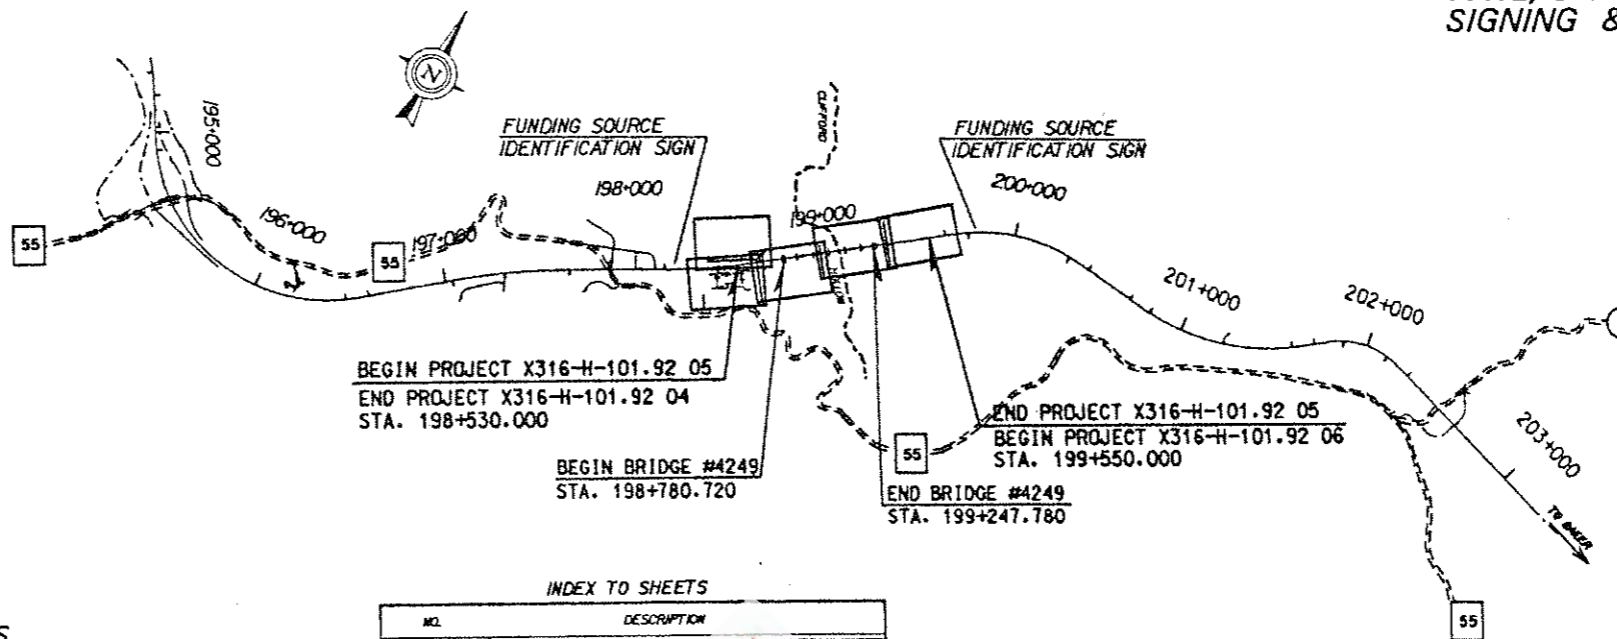 SIGNING &
N
195+000
CLIFFORD
FUNDING SOURCE
IDENTIFICATION SIGN
FUNDING SOURCE
IDENTIFICATION SIGN
198+000
200+000
196+000
199+000
55
55
197+000
201+000
202+000
BEGIN PROJECT X316-H-101.92 05
END PROJECT X316-H-101.92 04
STA. 198+530.000
END PROJECT X316-H-101.92 05
BEGIN PROJECT X316-H-101.92 06
STA. 199+550.000
203+000
55
BEGIN BRIDGE #4249
STA. 198+780.720
END BRIDGE #4249
STA. 199+247.780
TO BAKER
INDEX TO SHEETS
NO. DESCRIPTION
55